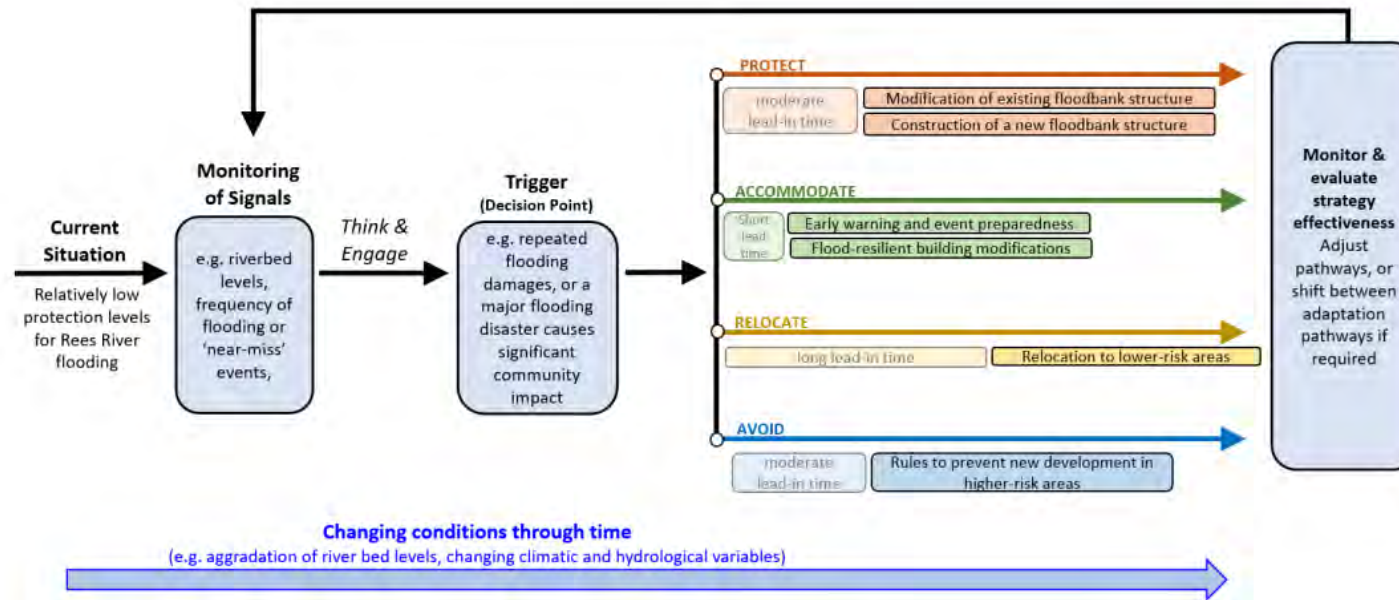 Current
Situation
Relatively low
protection levels
for Rees River
flooding
Monitoring
of Signals
e.g. riverbed
levels,
frequency of
flooding or
‘near-miss’
events,
Think &
Engage
Trigger
(Decision Point)
e.g. repeated
flooding
damages, or a
major flooding
disaster causes
significant
community
impact
PROTECT
moderate
lead-in time
Modification of existing floodbank structure
Construction of a new floodbank structure
ACCOMMODATE
Short
lead
time
Early warning and event preparedness
Flood-resilient building modifications
RELOCATE
long lead-in time
Relocation to lower-risk areas
AVOID
moderate
lead-in time
Rules to prevent new development in
higher-risk areas
Monitor &
evaluate
strategy
effectiveness
Adjust
pathways, or
shift between
adaptation
pathways if
required
Changing conditions through time
(e.g. aggradation of river bed levels, changing climatic and hydrological variables)